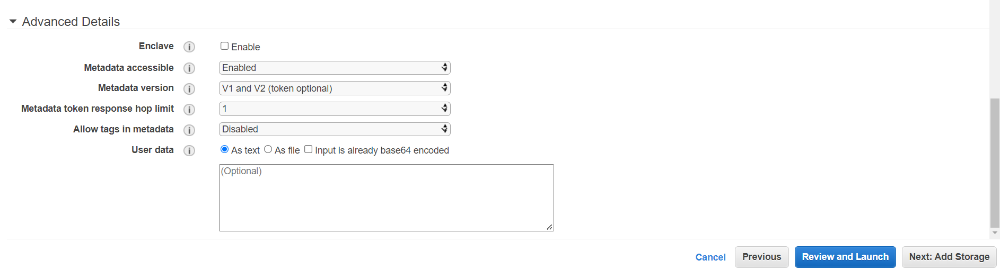 Advanced Details
Enclave Enable
Metadata accessible Enabled
Metadata version V1 and V2 (token optional)
Metadata token response hop limit 1
Allow tags in metadata Disabled
User data As text As file Input is already base64 encoded
(Optional)
Cancel Previous Review and Launch Next: Add Storage